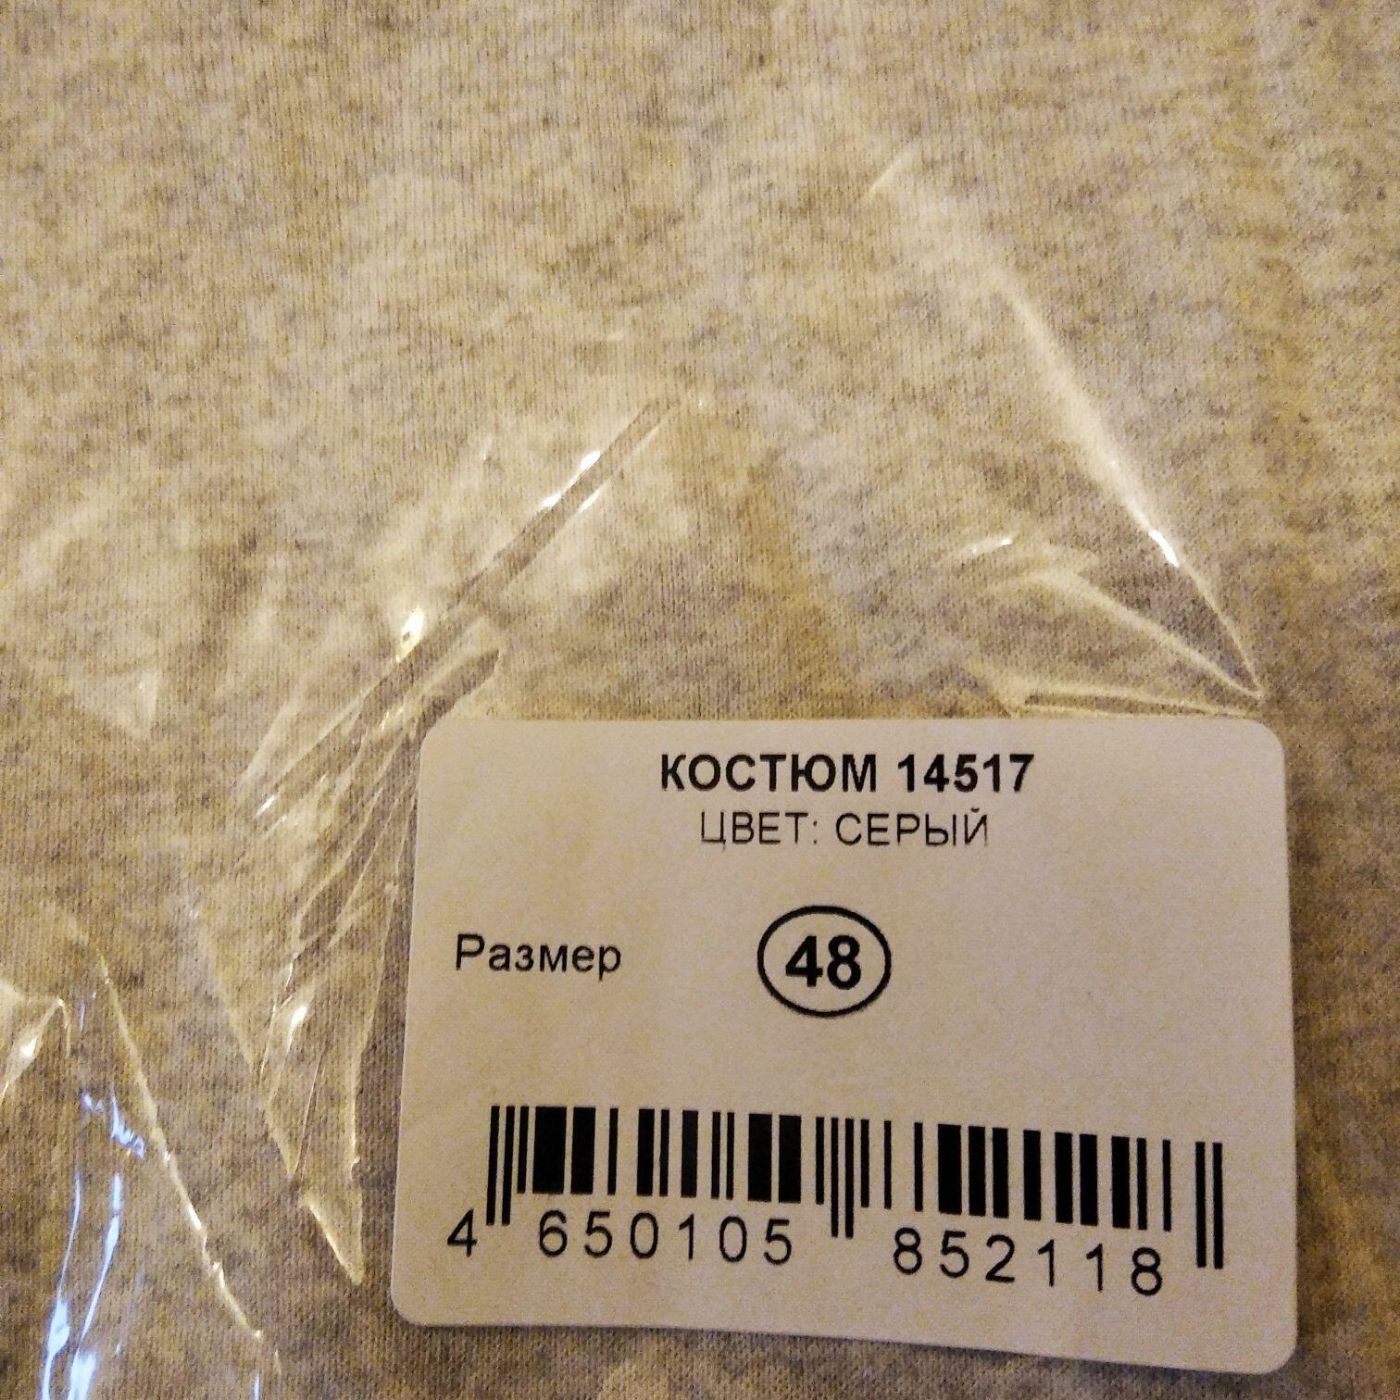 КОСТЮМ 14517
ЦВЕТ: СЕРЫЙ
Размер 48
4 650105 852118